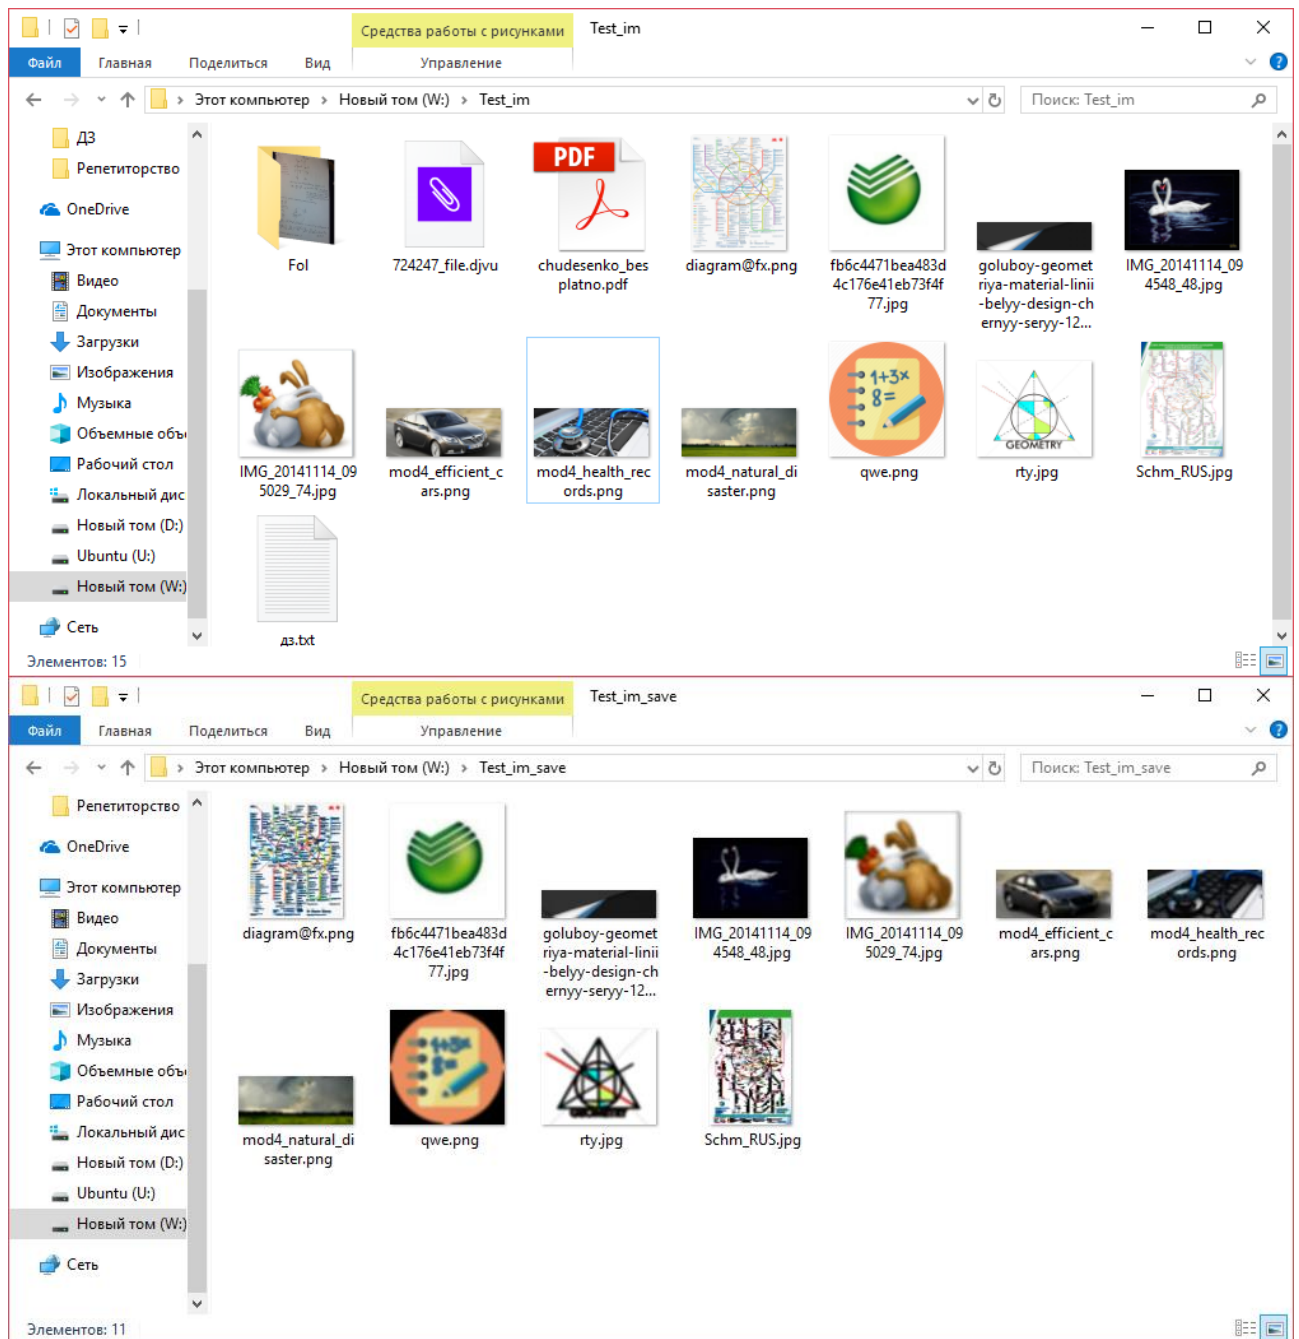 Средства работы с рисунками
Test_im
Файл
Главная
Поделиться
Вид
Управление
Этот компьютер > Новый том (W:) > Test_im
Поиск: Test_im
ДЗ
Репетиторство
OneDrive
Этот компьютер
Видео
Документы
Загрузки
Изображения
Музыка
Объемные объ
Рабочий стол
Локальный дис
Новый том (D:)
Ubuntu (U:)
Новый том (W:)
Сеть
Fol
724247_file.djvu
PDF
chudesenko_bes
platno.pdf
diagram@fx.png
fb6c4471bea483d
4c176e41eb73f4f
77.jpg
goluboy-geomet
riya-material-linii
-belyy-design-ch
ernyy-seryy-12...
IMG_20141114_09
4548_48.jpg
IMG_20141114_09
5029_74.jpg
mod4_efficient_c
ars.png
mod4_health_rec
ords.png
mod4_natural_di
saster.png
1+3×
8=
qwe.png
GEOMETRY
rty.jpg
Schm_RUS.jpg
дз.txt
Элементов: 15
Средства работы с рисунками
Test_im_save
Файл
Главная
Поделиться
Вид
Управление
Этот компьютер > Новый том (W:) > Test_im_save
Поиск: Test_im_save
Репетиторство
OneDrive
Этот компьютер
Видео
Документы
Загрузки
Изображения
Музыка
Объемные объ
Рабочий стол
Локальный дис
Новый том (D:)
Ubuntu (U:)
Новый том (W:)
Сеть
diagram@fx.png
fb6c4471bea483d
4c176e41eb73f4f
77.jpg
goluboy-geomet
riya-material-linii
-belyy-design-ch
ernyy-seryy-12...
IMG_20141114_09
4548_48.jpg
IMG_20141114_09
5029_74.jpg
mod4_efficient_c
ars.png
mod4_health_rec
ords.png
mod4_natural_di
saster.png
1+3×
8=
qwe.png
GEOMETRY
rty.jpg
Schm_RUS.jpg
Элементов: 11